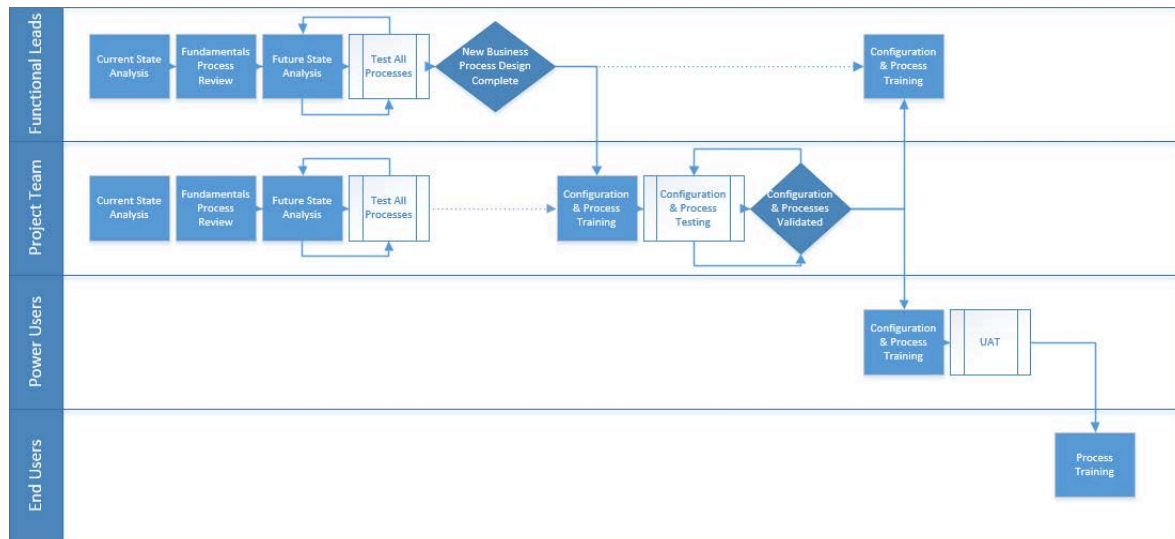 Functional Leads
Current State
Analysis
Fundamentals
Process
Review
Future State
Analysis
Test All
Processes
New Business
Process Design
Complete
Configuration
& Process
Training
Project Team
Current State
Analysis
Fundamentals
Process
Review
Future State
Analysis
Test All
Processes
Configuration
& Process
Training
Configuration
& Process
Testing
Configuration
& Processes
Validated
Power Users
Configuration
& Process
Training
UAT
End Users
Process
Training